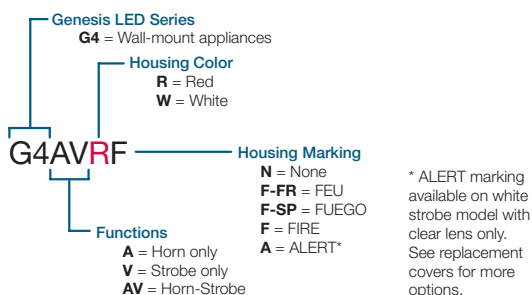 Genesis LED Series
G4 = Wall-mount appliances
Housing Color
R = Red
W = White
G4AVRF
Housing Marking
N = None
F-FR = FEU
F-SP = FUEGO
F = FIRE
A = ALERT*
Functions
A = Horn only
V = Strobe only
AV = Horn-Strobe
* ALERT marking
available on white
strobe model with
clear lens only.
See replacement
covers for more
options.